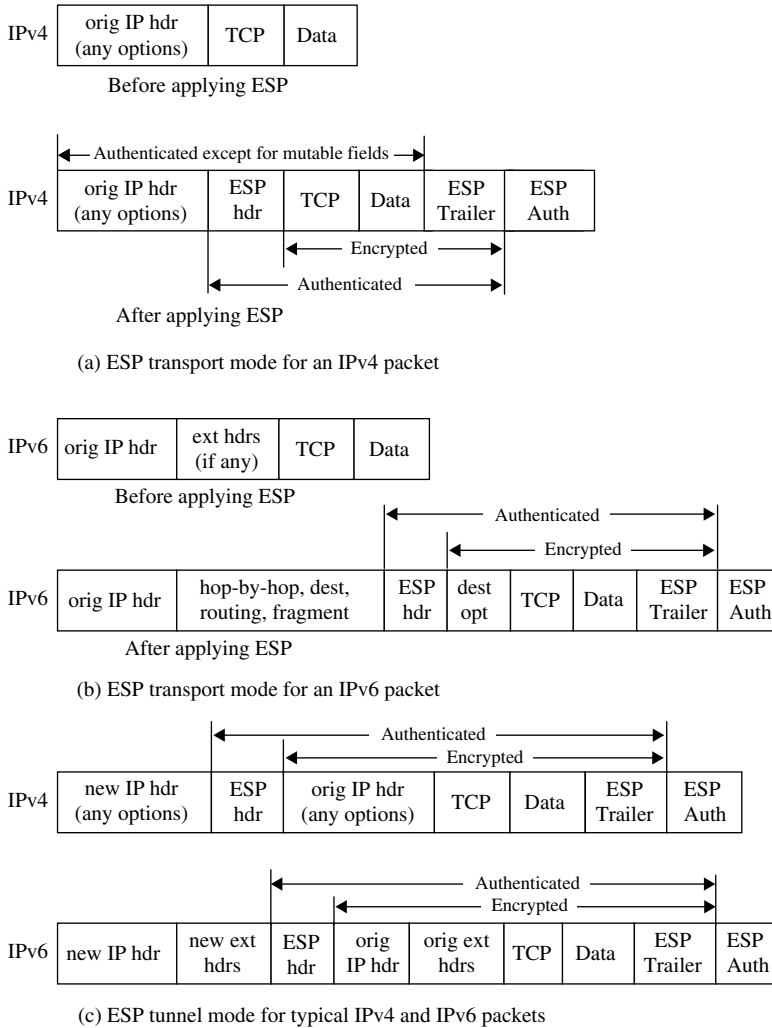 IPv4
orig IP hdr
(any options)
TCP
Data
Before applying ESP
Authenticated except for mutable fields
IPv4
orig IP hdr
(any options)
ESP
hdr
TCP
Data
ESP
Trailer
ESP
Auth
Encrypted
Authenticated
After applying ESP
(a) ESP transport mode for an IPv4 packet
IPv6
orig IP hdr
ext hdrs
(if any)
TCP
Data
Before applying ESP
Authenticated
Encrypted
IPv6
orig IP hdr
hop-by-hop, dest,
routing, fragment
ESP
hdr
dest
opt
TCP
Data
ESP
Trailer
ESP
Auth
After applying ESP
(b) ESP transport mode for an IPv6 packet
Authenticated
Encrypted
IPv4
new IP hdr
(any options)
ESP
hdr
orig IP hdr
(any options)
TCP
Data
ESP
Trailer
ESP
Auth
Authenticated
Encrypted
IPv6
new IP hdr
new ext
hdrs
ESP
hdr
orig
IP hdr
orig ext
hdrs
TCP
Data
ESP
Trailer
ESP
Auth
(c) ESP tunnel mode for typical IPv4 and IPv6 packets